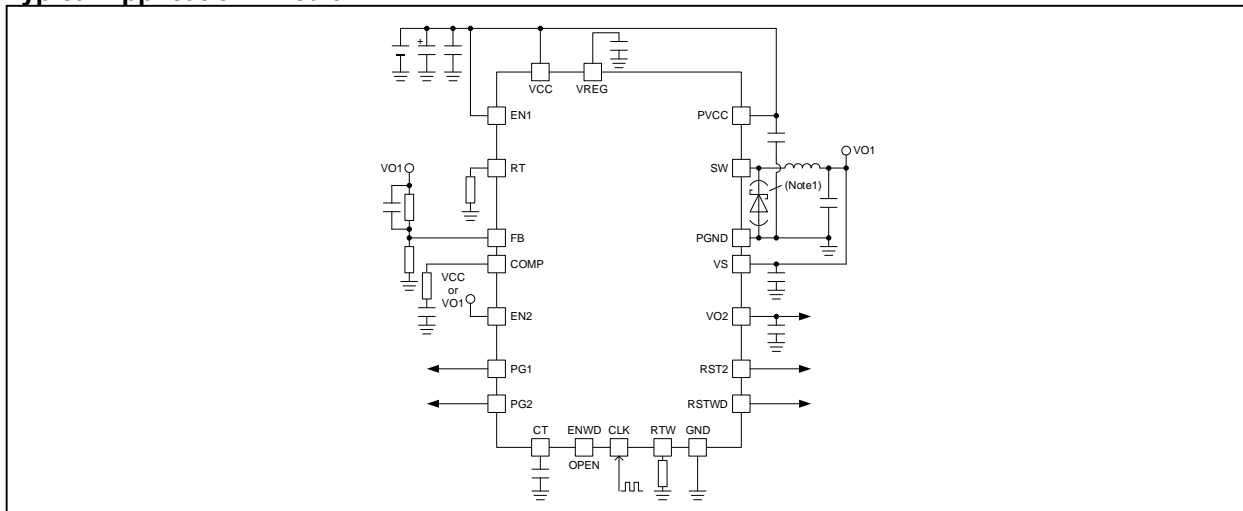 VCC
VREG
EN1
PVCC
VO1
RT
SW
VO1
(Note1)
FB
PGND
COMP
VS
VCC
or
VO1
EN2
VO2
PG1
RST2
PG2
RSTWD
CT
ENWD
CLK
RTW
GND
OPEN